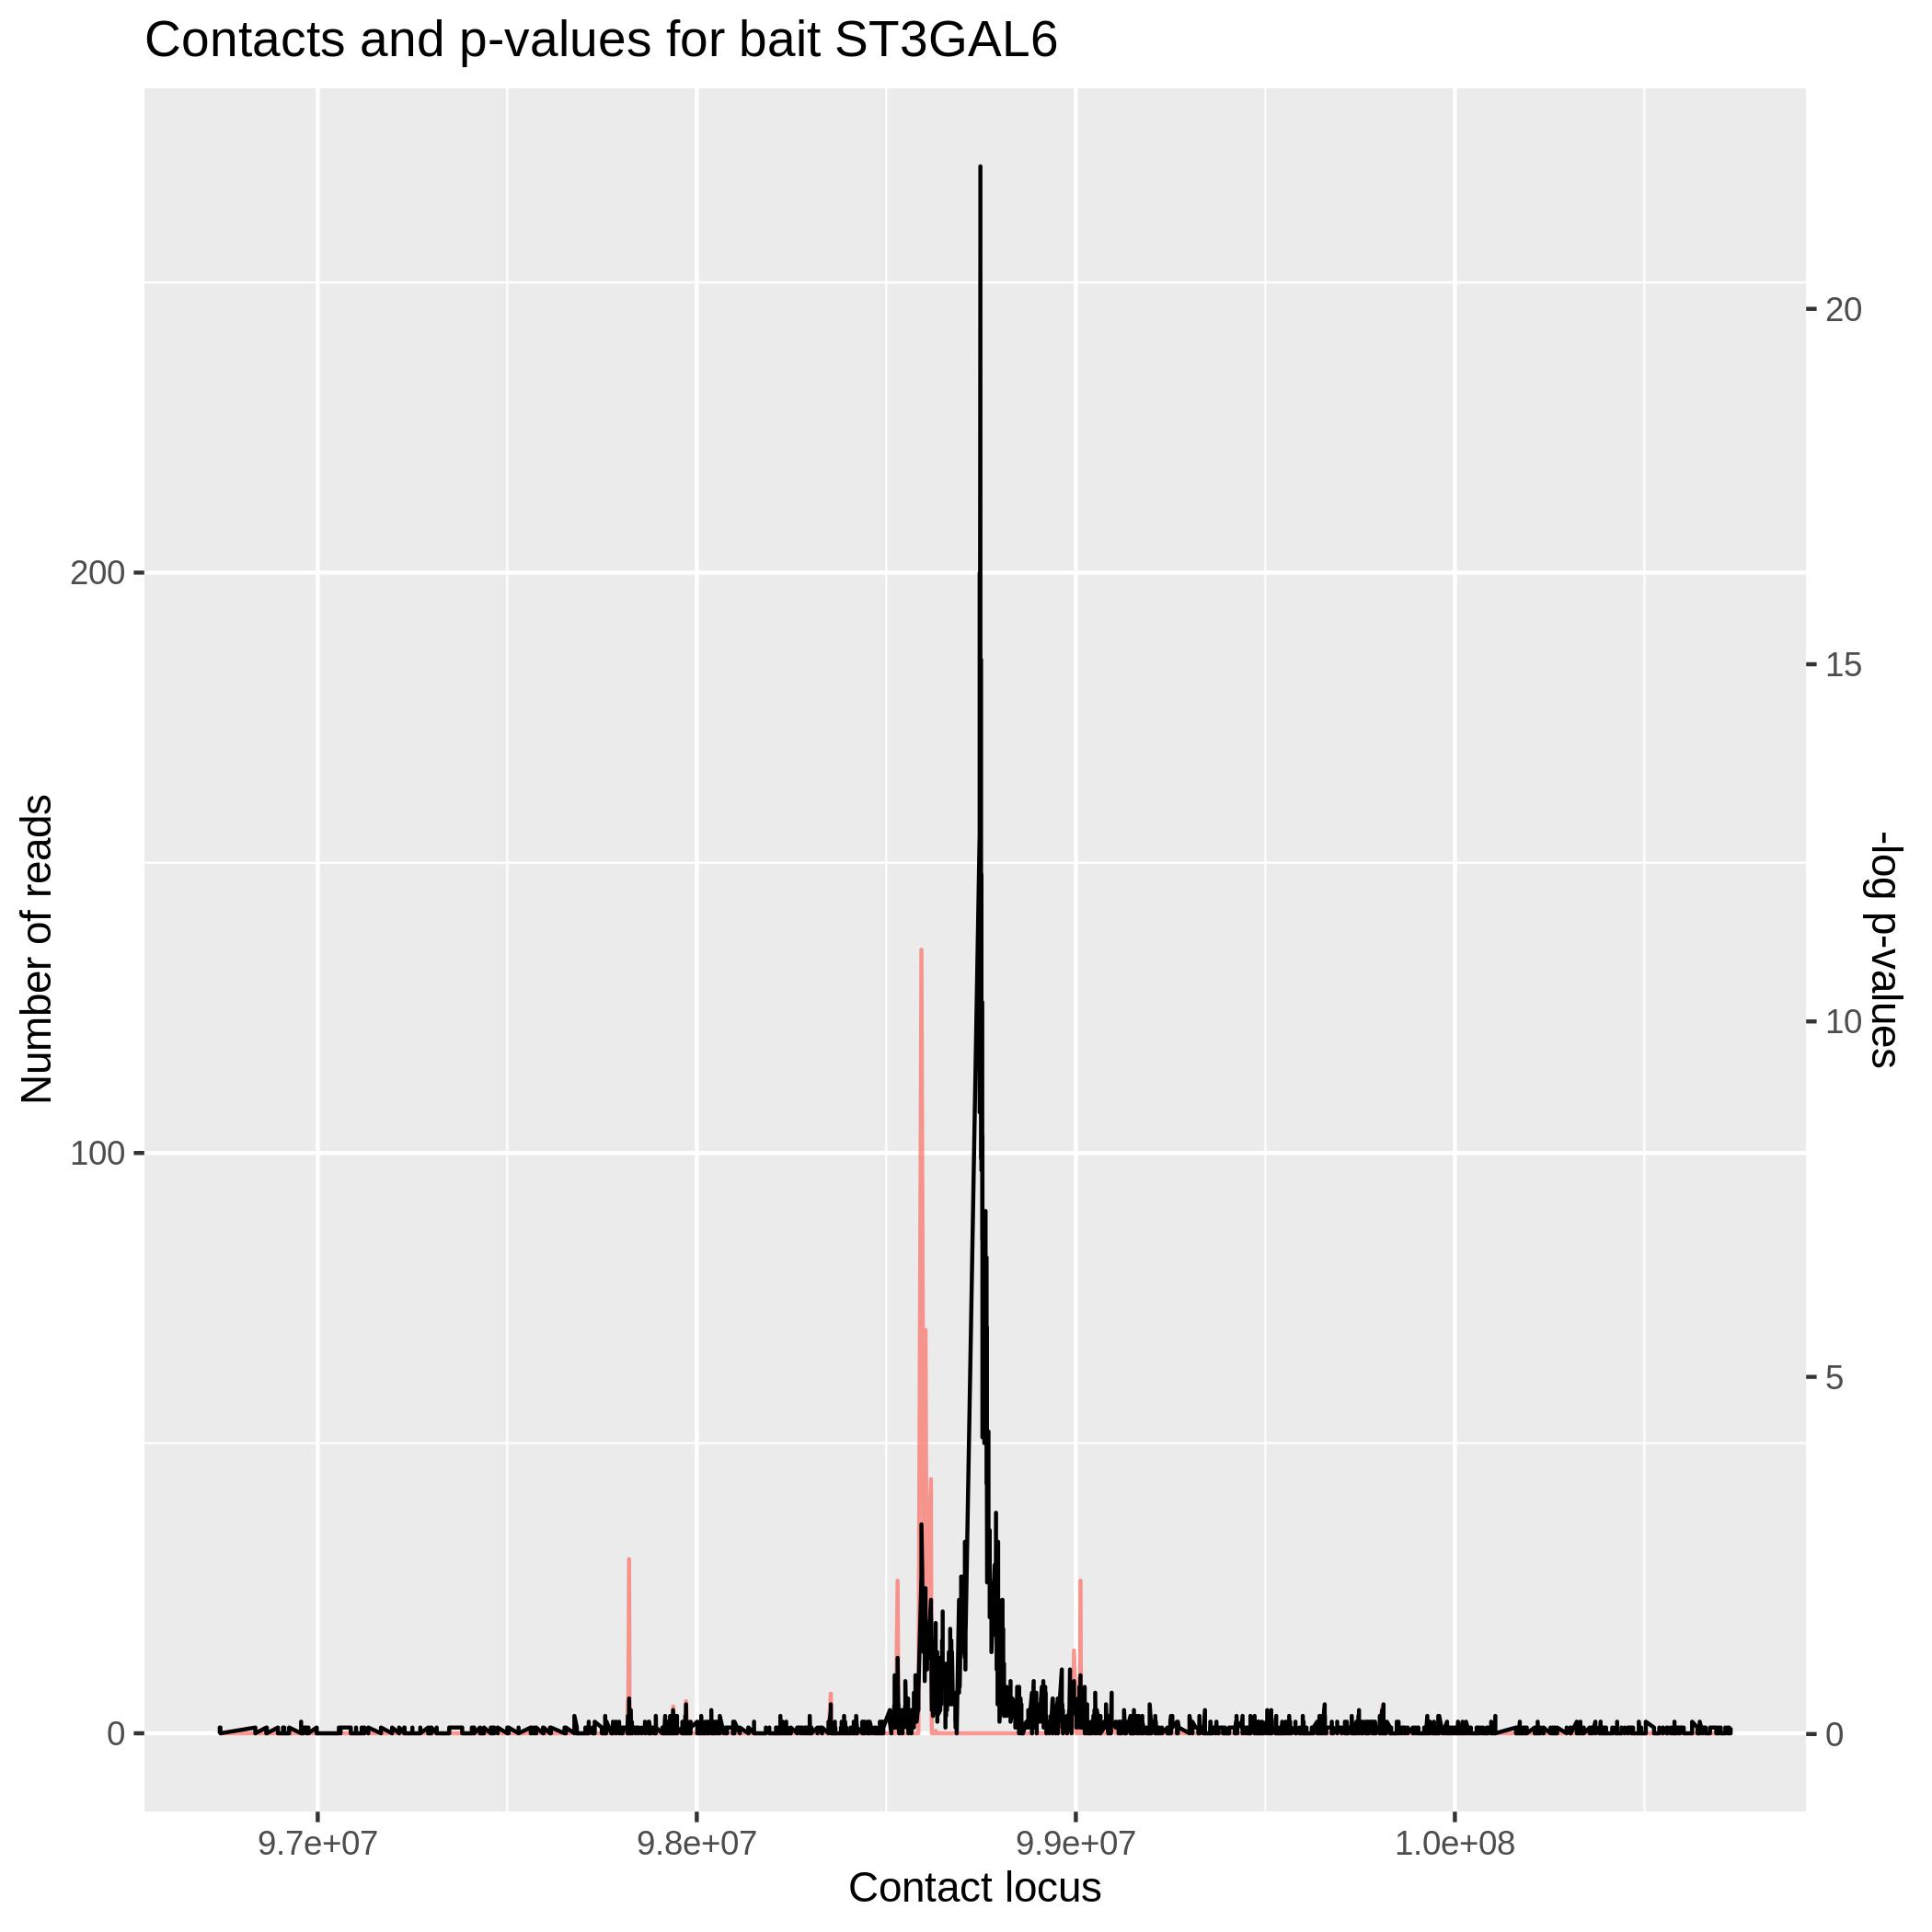 Contacts and p-values for bait ST3GAL6
Number of reads
200
100
0
20
15
10
5
0
-log p-values
9.7e+07 9.8e+07 9.9e+07 1.0e+08
Contact locus